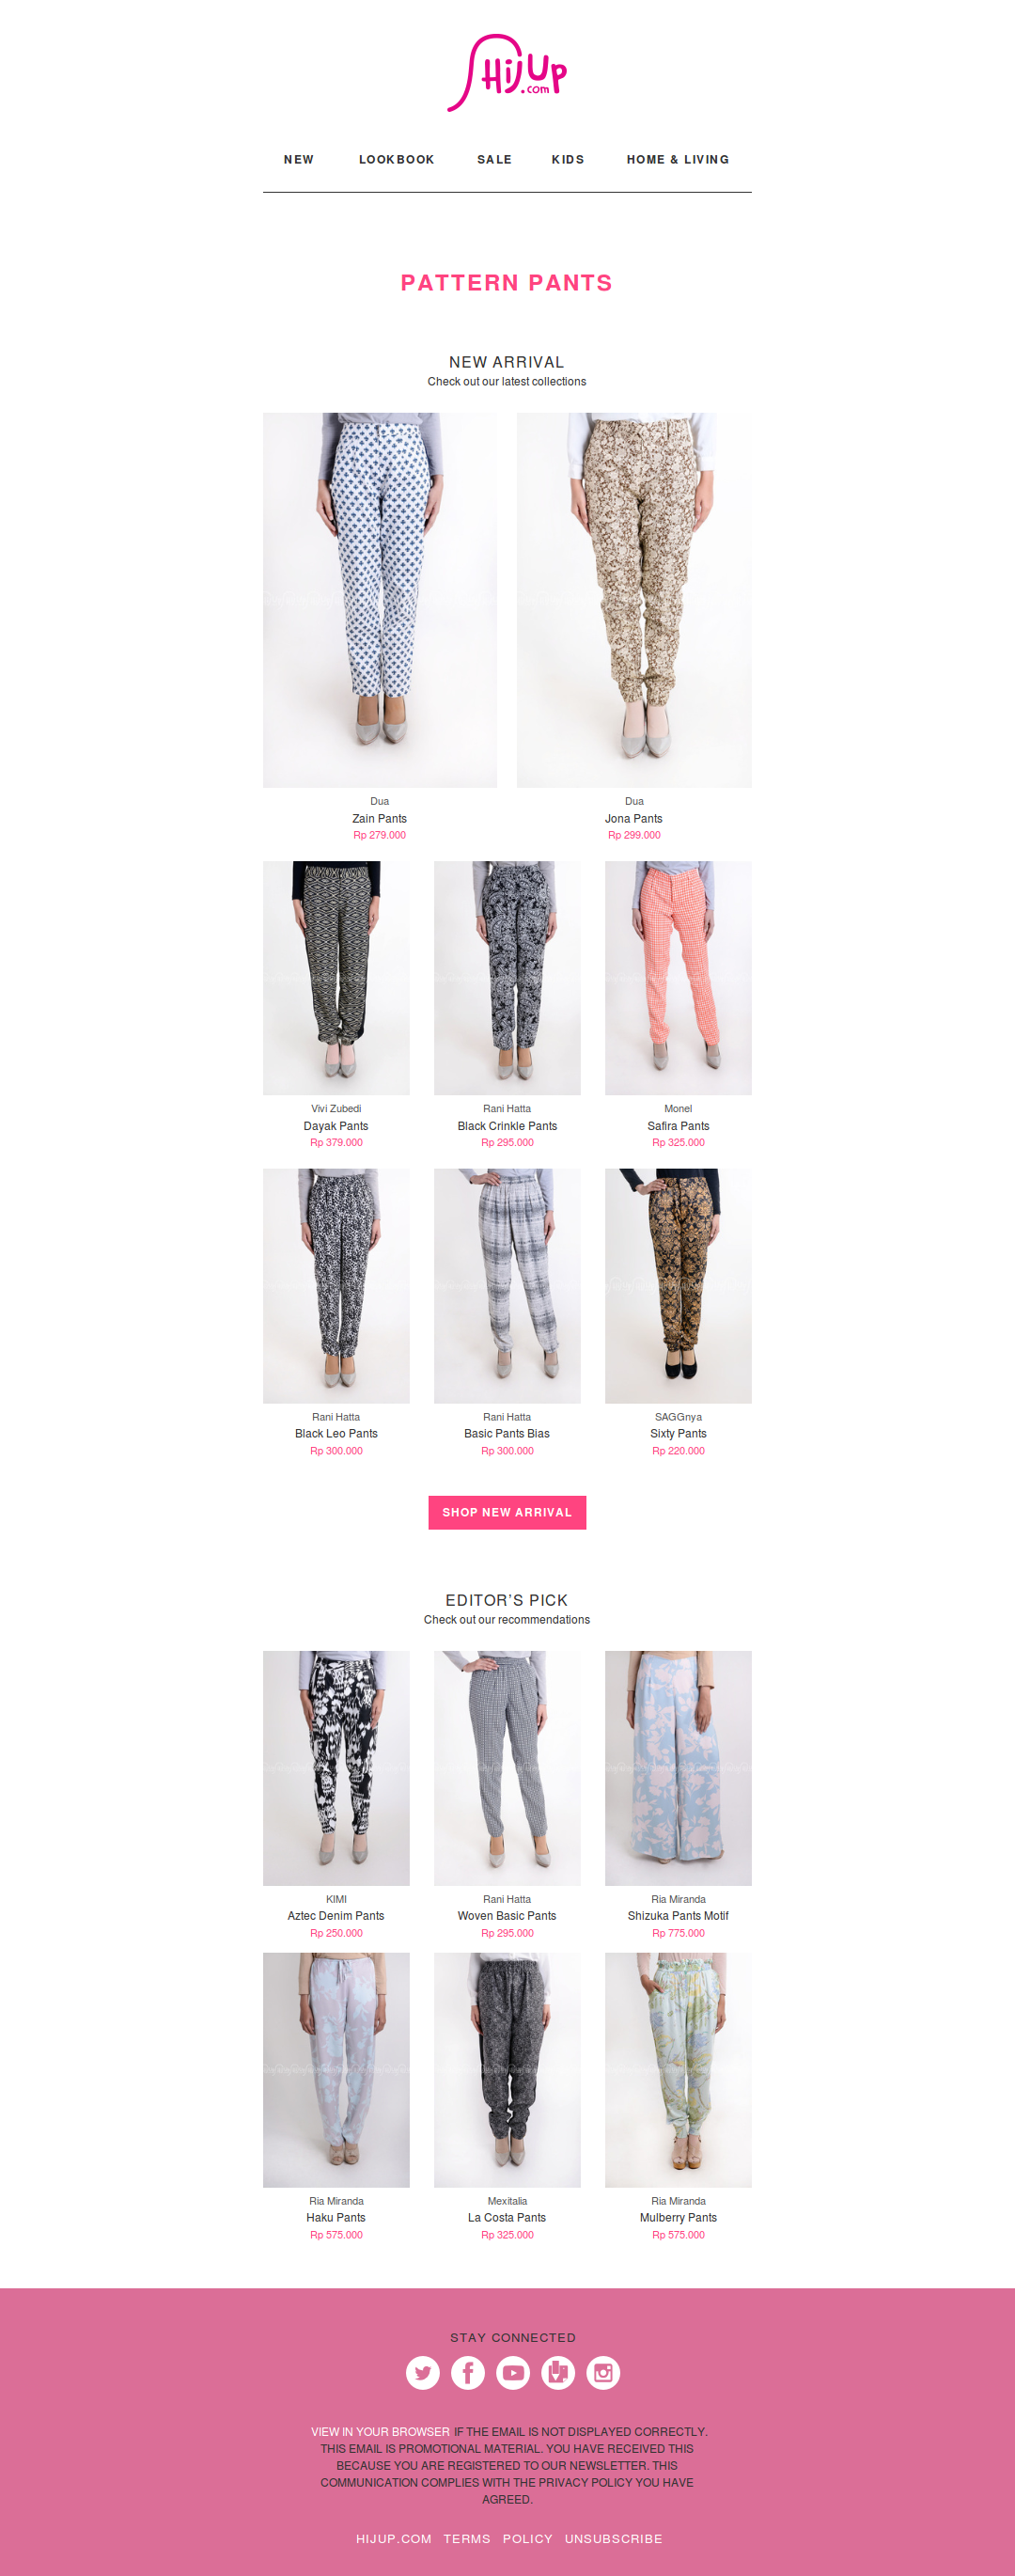 HijUp
.com
NEW LOOKBOOK SALE KIDS HOME & LIVING
PATTERN PANTS
NEW ARRIVAL
Check out our latest collections
Dua
Zain Pants
Rp 279.000
Dua
Jona Pants
Rp 299.000
Vivi Zubedi
Dayak Pants
Rp 379.000
Rani Hatta
Black Crinkle Pants
Rp 295.000
Monel
Safira Pants
Rp 325.000
Rani Hatta
Black Leo Pants
Rp 300.000
Rani Hatta
Basic Pants Bias
Rp 300.000
SAGGnya
Sixty Pants
Rp 220.000
SHOP NEW ARRIVAL
EDITOR’S PICK
Check out our recommendations
KIMI
Aztec Denim Pants
Rp 250.000
Rani Hatta
Woven Basic Pants
Rp 295.000
Ria Miranda
Shizuka Pants Motif
Rp 775.000
Ria Miranda
Haku Pants
Rp 575.000
Mexitalia
La Costa Pants
Rp 325.000
Ria Miranda
Mulberry Pants
Rp 575.000
STAY CONNECTED
VIEW IN YOUR BROWSER IF THE EMAIL IS NOT DISPLAYED CORRECTLY.
THIS EMAIL IS PROMOTIONAL MATERIAL. YOU HAVE RECEIVED THIS
BECAUSE YOU ARE REGISTERED TO OUR NEWSLETTER. THIS
COMMUNICATION COMPLIES WITH THE PRIVACY POLICY YOU HAVE
AGREED.
HIJUP.COM TERMS POLICY UNSUBSCRIBE